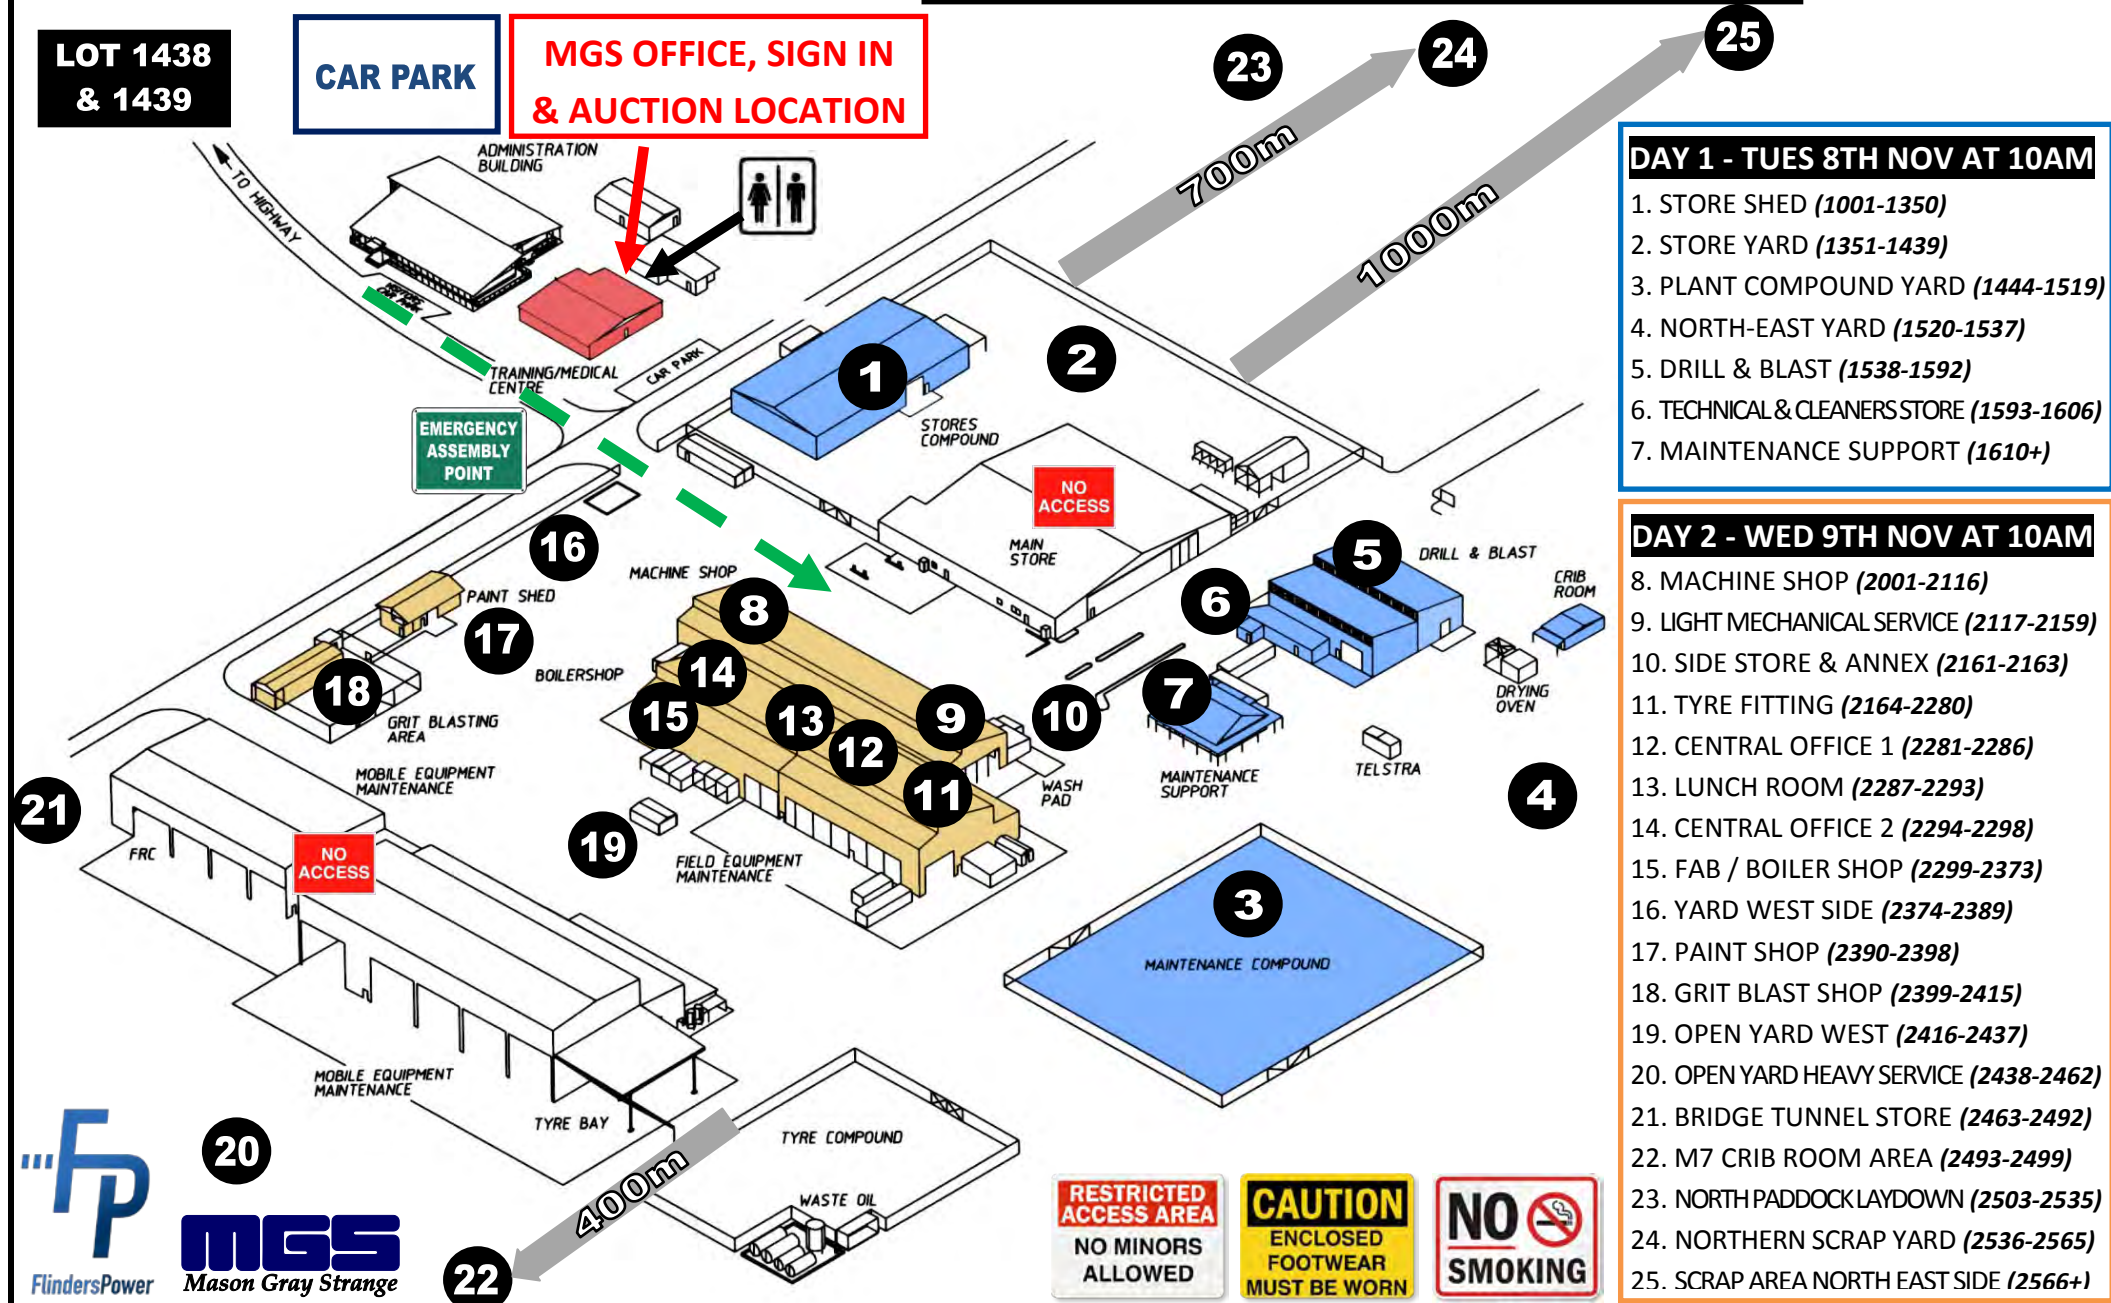 LOT 1438
& 1439
CAR PARK
MGS OFFICE, SIGN IN
& AUCTION LOCATION
23
24
25
700m
1000m
ADMINISTRATION
BUILDING
TO HIGHWAY
TRAINING/MEDICAL
CENTRE
CAR PARK
EMERGENCY
ASSEMBLY
POINT
1
2
STORES
COMPOUND
NO
ACCESS
MAIN
STORE
16
MACHINE SHOP
8
PAINT SHED
17
18
GRIT BLASTING
AREA
BOILERSHOP
14
15
13
12
9
11
10
WASH
PAD
5
DRILL & BLAST
6
CRIB
ROOM
DRYING
OVEN
7
MAINTENANCE
SUPPORT
TELSTRA
4
21
MOBILE EQUIPMENT
MAINTENANCE
FRC
NO
ACCESS
19
FIELD EQUIPMENT
MAINTENANCE
3
MAINTENANCE COMPOUND
MOBILE EQUIPMENT
MAINTENANCE
TYRE BAY
TYRE COMPOUND
WASTE OIL
20
400m
22
FP
FlindersPower
MGS
Mason Gray Strange
RESTRICTED
ACCESS AREA
NO MINORS
ALLOWED
CAUTION
ENCLOSED
FOOTWEAR
MUST BE WORN
NO
SMOKING
DAY 1 - TUES 8TH NOV AT 10AM
1. STORE SHED (1001-1350)
2. STORE YARD (1351-1439)
3. PLANT COMPOUND YARD (1444-1519)
4. NORTH-EAST YARD (1520-1537)
5. DRILL & BLAST (1538-1592)
6. TECHNICAL & CLEANERS STORE (1593-1606)
7. MAINTENANCE SUPPORT (1610+)
DAY 2 - WED 9TH NOV AT 10AM
8. MACHINE SHOP (2001-2116)
9. LIGHT MECHANICAL SERVICE (2117-2159)
10. SIDE STORE & ANNEX (2161-2163)
11. TYRE FITTING (2164-2280)
12. CENTRAL OFFICE 1 (2281-2286)
13. LUNCH ROOM (2287-2293)
14. CENTRAL OFFICE 2 (2294-2298)
15. FAB / BOILER SHOP (2299-2373)
16. YARD WEST SIDE (2374-2389)
17. PAINT SHOP (2390-2398)
18. GRIT BLAST SHOP (2399-2415)
19. OPEN YARD WEST (2416-2437)
20. OPEN YARD HEAVY SERVICE (2438-2462)
21. BRIDGE TUNNEL STORE (2463-2492)
22. M7 CRIB ROOM AREA (2493-2499)
23. NORTH PADDOCK LAYDOWN (2503-2535)
24. NORTHERN SCRAP YARD (2536-2565)
25. SCRAP AREA NORTH EAST SIDE (2566+)